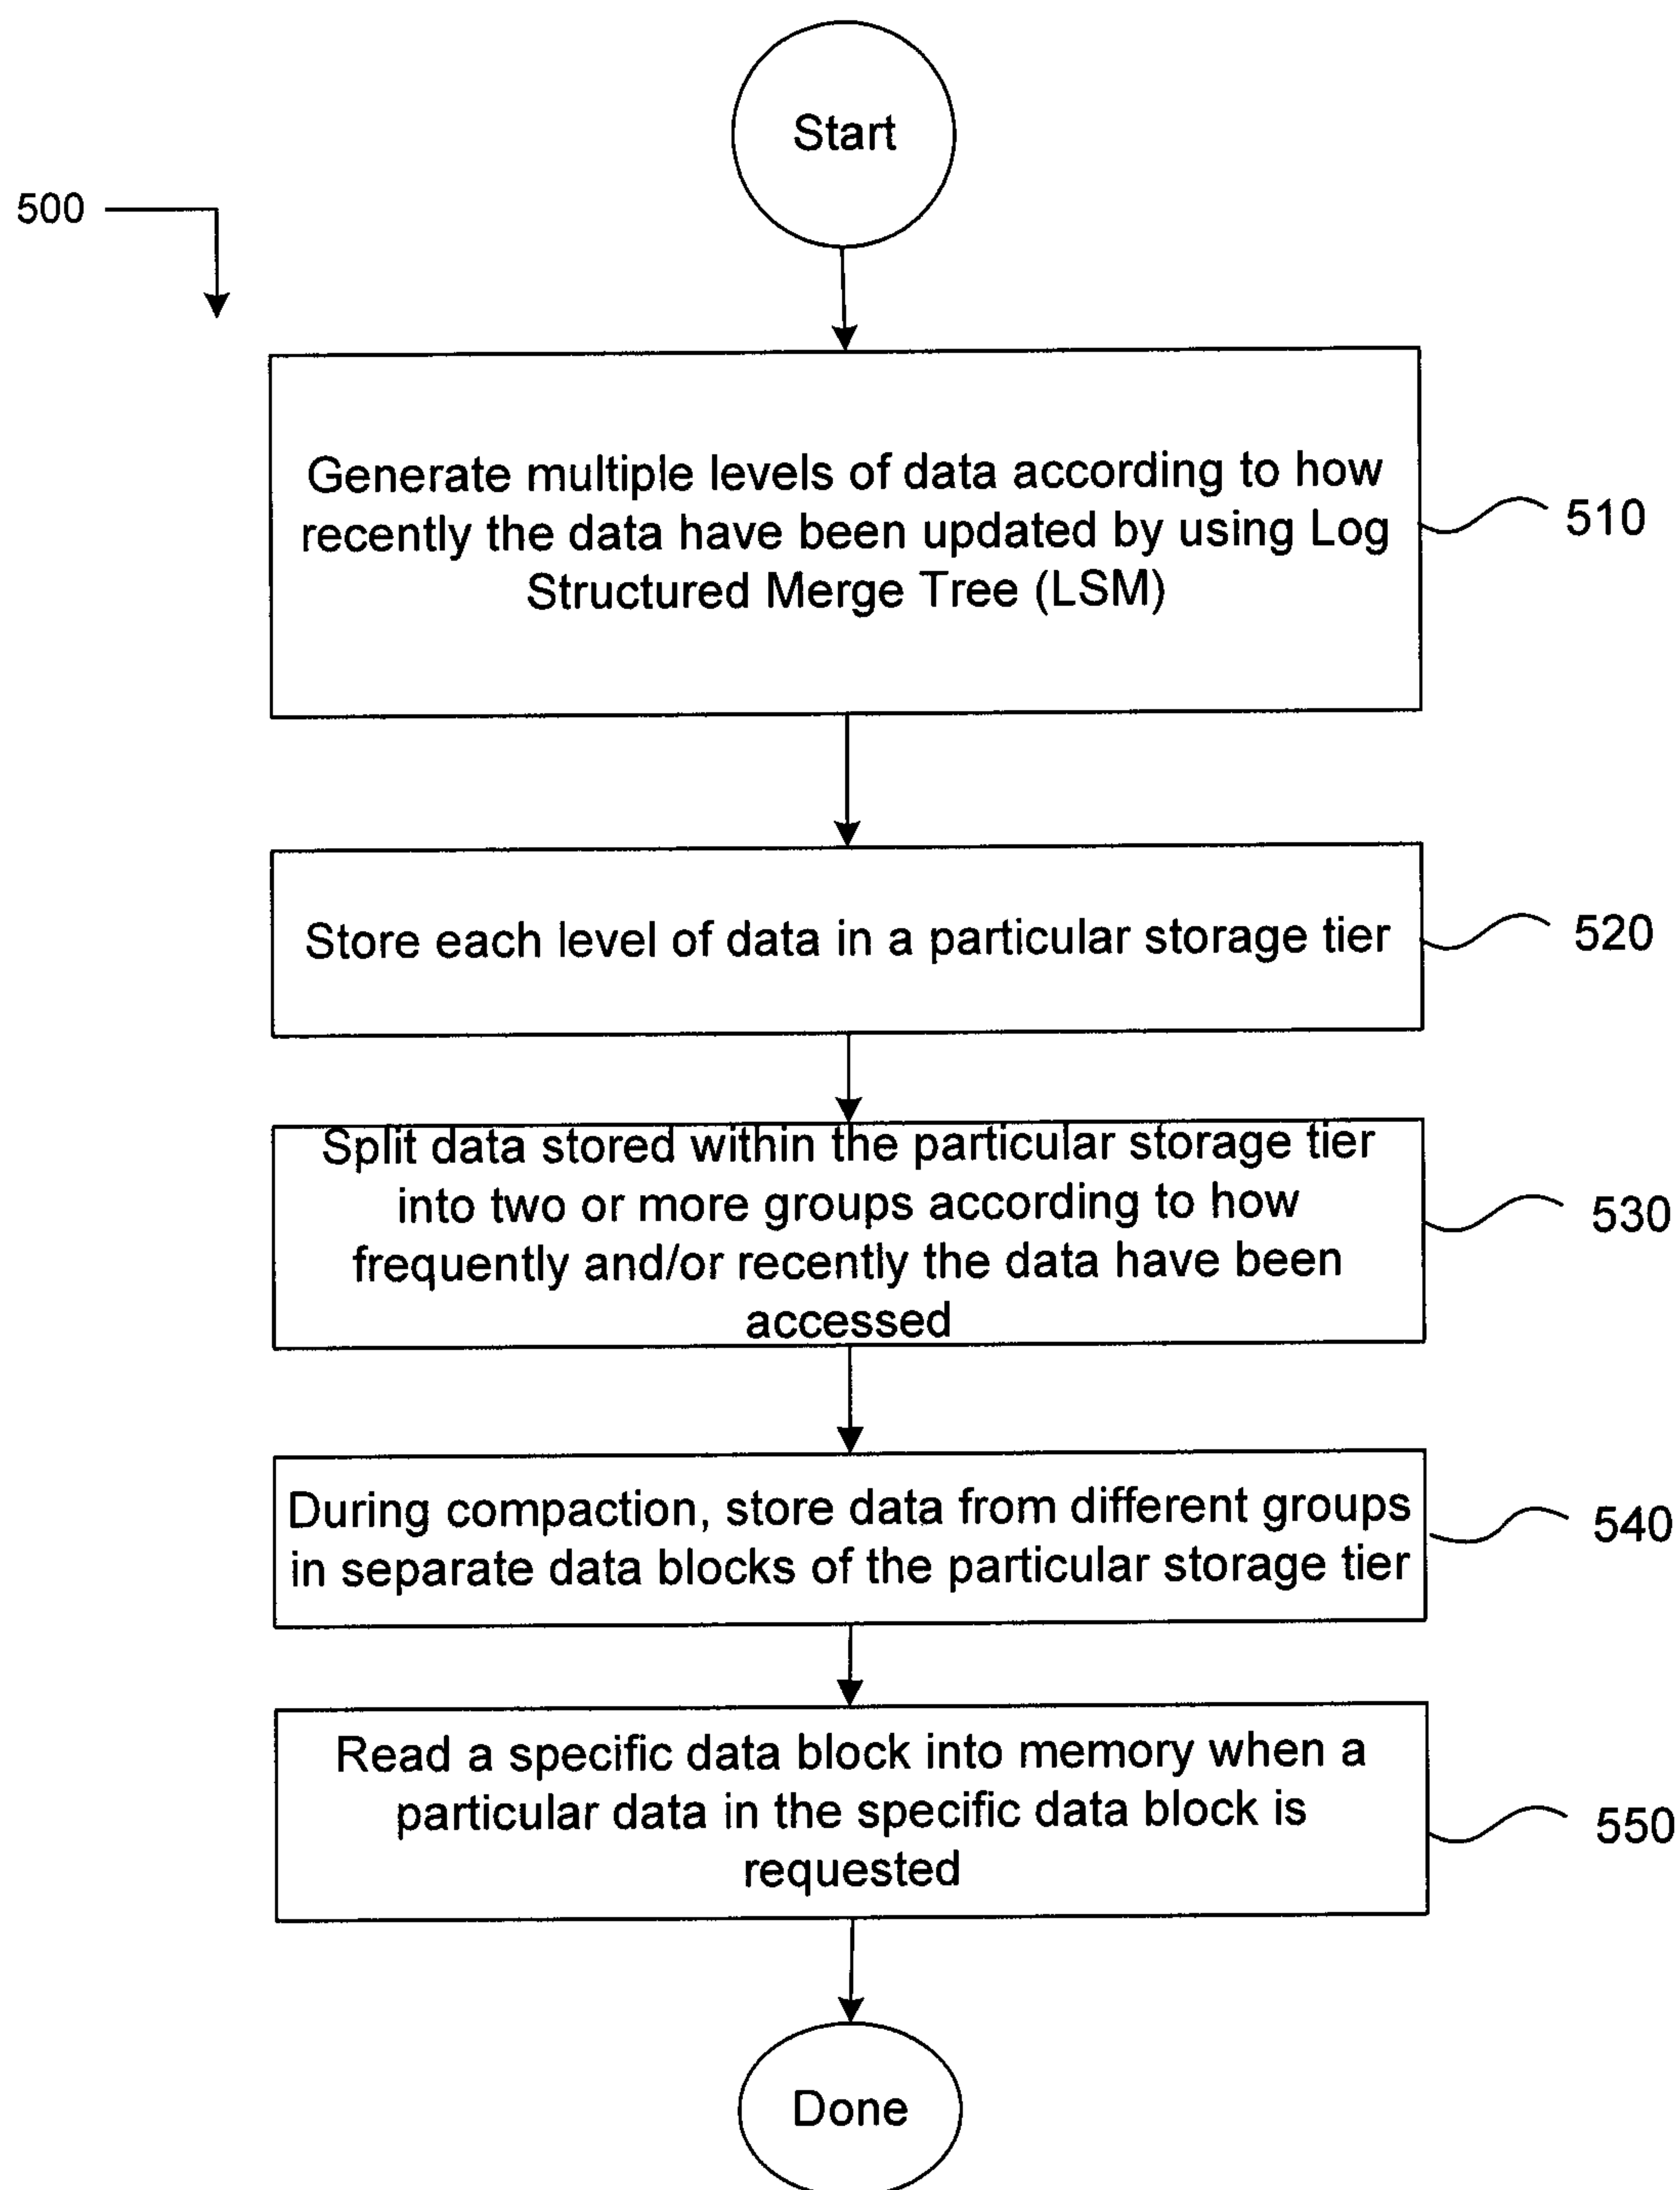 Start
500
Generate multiple levels of data according to how
recently the data have been updated by using Log
Structured Merge Tree (LSM)
510
Store each level of data in a particular storage tier
520
Split data stored within the particular storage tier
into two or more groups according to how
frequently and/or recently the data have been
accessed
530
During compaction, store data from different groups
in separate data blocks of the particular storage tier
540
Read a specific data block into memory when a
particular data in the specific data block is
requested
550
Done